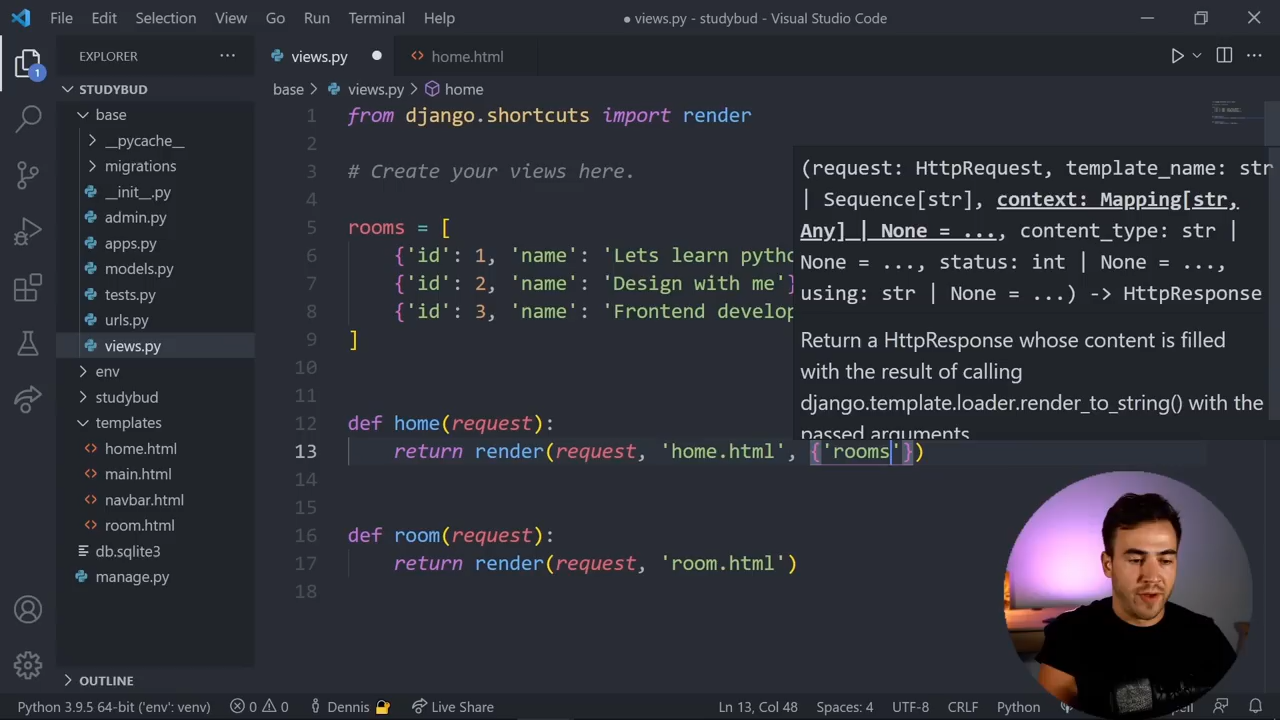 File Edit Selection View Go Run Terminal Help
● views.py - studybud - Visual Studio Code
EXPLORER
views.py
home.html
STUDYBUD
base > views.py > home
base
__pycache__
migrations
__init__.py
admin.py
apps.py
models.py
tests.py
urls.py
views.py
env
studybud
templates
home.html
main.html
navbar.html
room.html
db.sqlite3
manage.py
OUTLINE
1
1 from django.shortcuts import render
2
3 # Create your views here.
4
5 rooms = [
6 {'id': 1, 'name': 'Lets learn pytho
7 {'id': 2, 'name': 'Design with me'}
8 {'id': 3, 'name': 'Frontend develop
9 ]
10
11
12 def home(request):
13 return render(request, 'home.html', {'rooms'})
14
15
16 def room(request):
17 return render(request, 'room.html')
18
(request: HttpRequest, template_name: str
| Sequence[str], context: Mapping[str,
Any] | None = ..., content_type: str |
None = ..., status: int | None = ...,
using: str | None = ...) -> HttpResponse
Return a HttpResponse whose content is filled
with the result of calling
django.template.loader.render_to_string() with the
passed arguments
Python 3.9.5 64-bit ('env': venv) 0 0 Dennis Live Share Ln 13, Col 48 Spaces: 4 UTF-8 CRLF Python